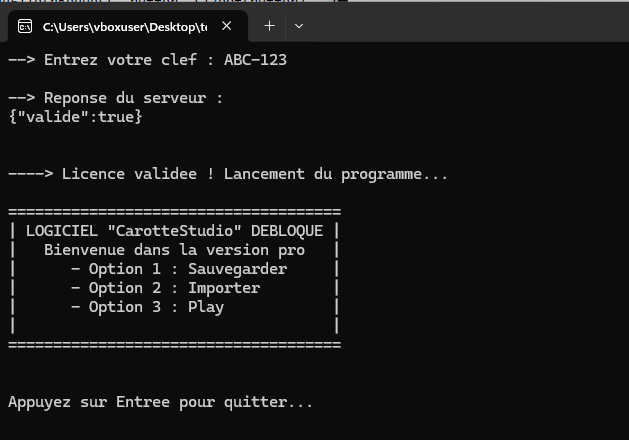 C:\Users\vboxuser\Desktop\te
--> Entrez votre clef : ABC-123
--> Reponse du serveur :
{"valide":true}
----> Licence validee ! Lancement du programme...
=====================================
| LOGICIEL "CarotteStudio" DEBLOQUE |
| Bienvenue dans la version pro |
| - Option 1 : Sauvegarder |
| - Option 2 : Importer |
| - Option 3 : Play |
| |
=====================================
Appuyez sur Entree pour quitter...